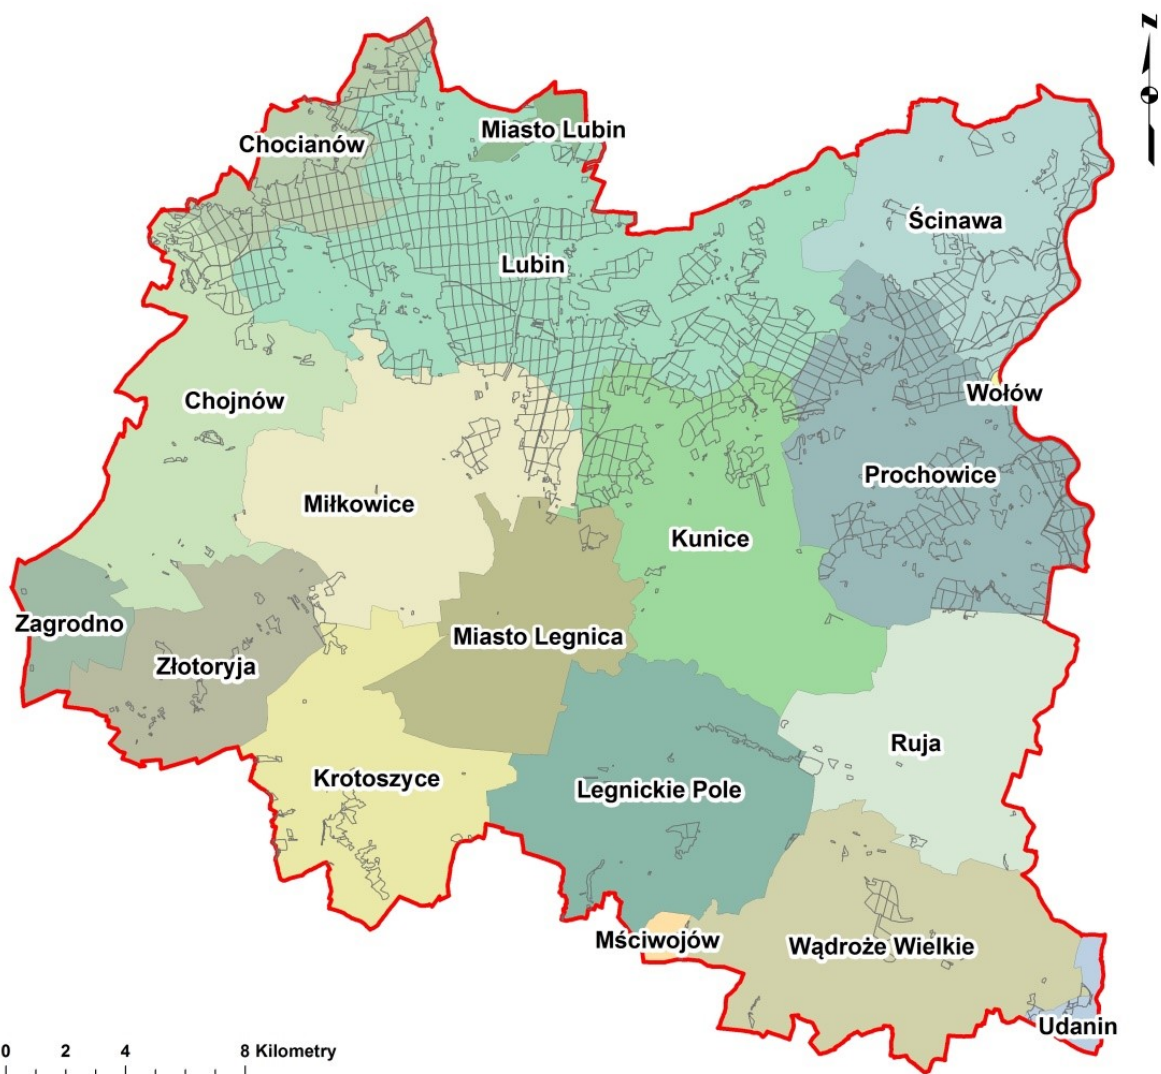 N
Miasto Lubin
Chocianów
Ścinawa
Lubin
Wołów
Chojnów
Prochowice
Miłkowice
Kunice
Zagrodno
Miasto Legnica
Złotoryja
Ruja
Krotoszyce
Legnickie Pole
Mściwojów
Wądroże Wielkie
Udanin
0 2 4 8 Kilometry